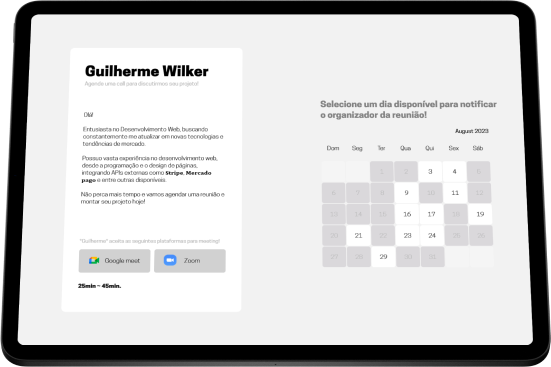 Guilherme Wilker
Agende uma call para discutirmos seu projeto!
Olá!
Entusiasta no Desenvolvimento Web, buscando
constantemente me atualizar em novas tecnologias e
tendências de mercado.
Possuo vasta experiência no desenvolvimento web,
desde a programação e o design de páginas,
integrando APIs externas como Stripe, Mercado
pago e entre outras disponíveis.
Não perca mais tempo e vamos agendar uma reunião e
montar seu projeto hoje!
"Guilherme" aceita as seguintes plataformas para meeting!
Google meet Zoom
25min ~ 45min.
Selecione um dia disponível para notificar
o organizador da reunião!
August 2023
Dom Seg Ter Qua Qui Sex Sáb
1 2 3 4 5
6 7 8 9 10 11 12
13 14 15 16 17 18 19
20 21 22 23 24 25 26
27 28 29 30 31